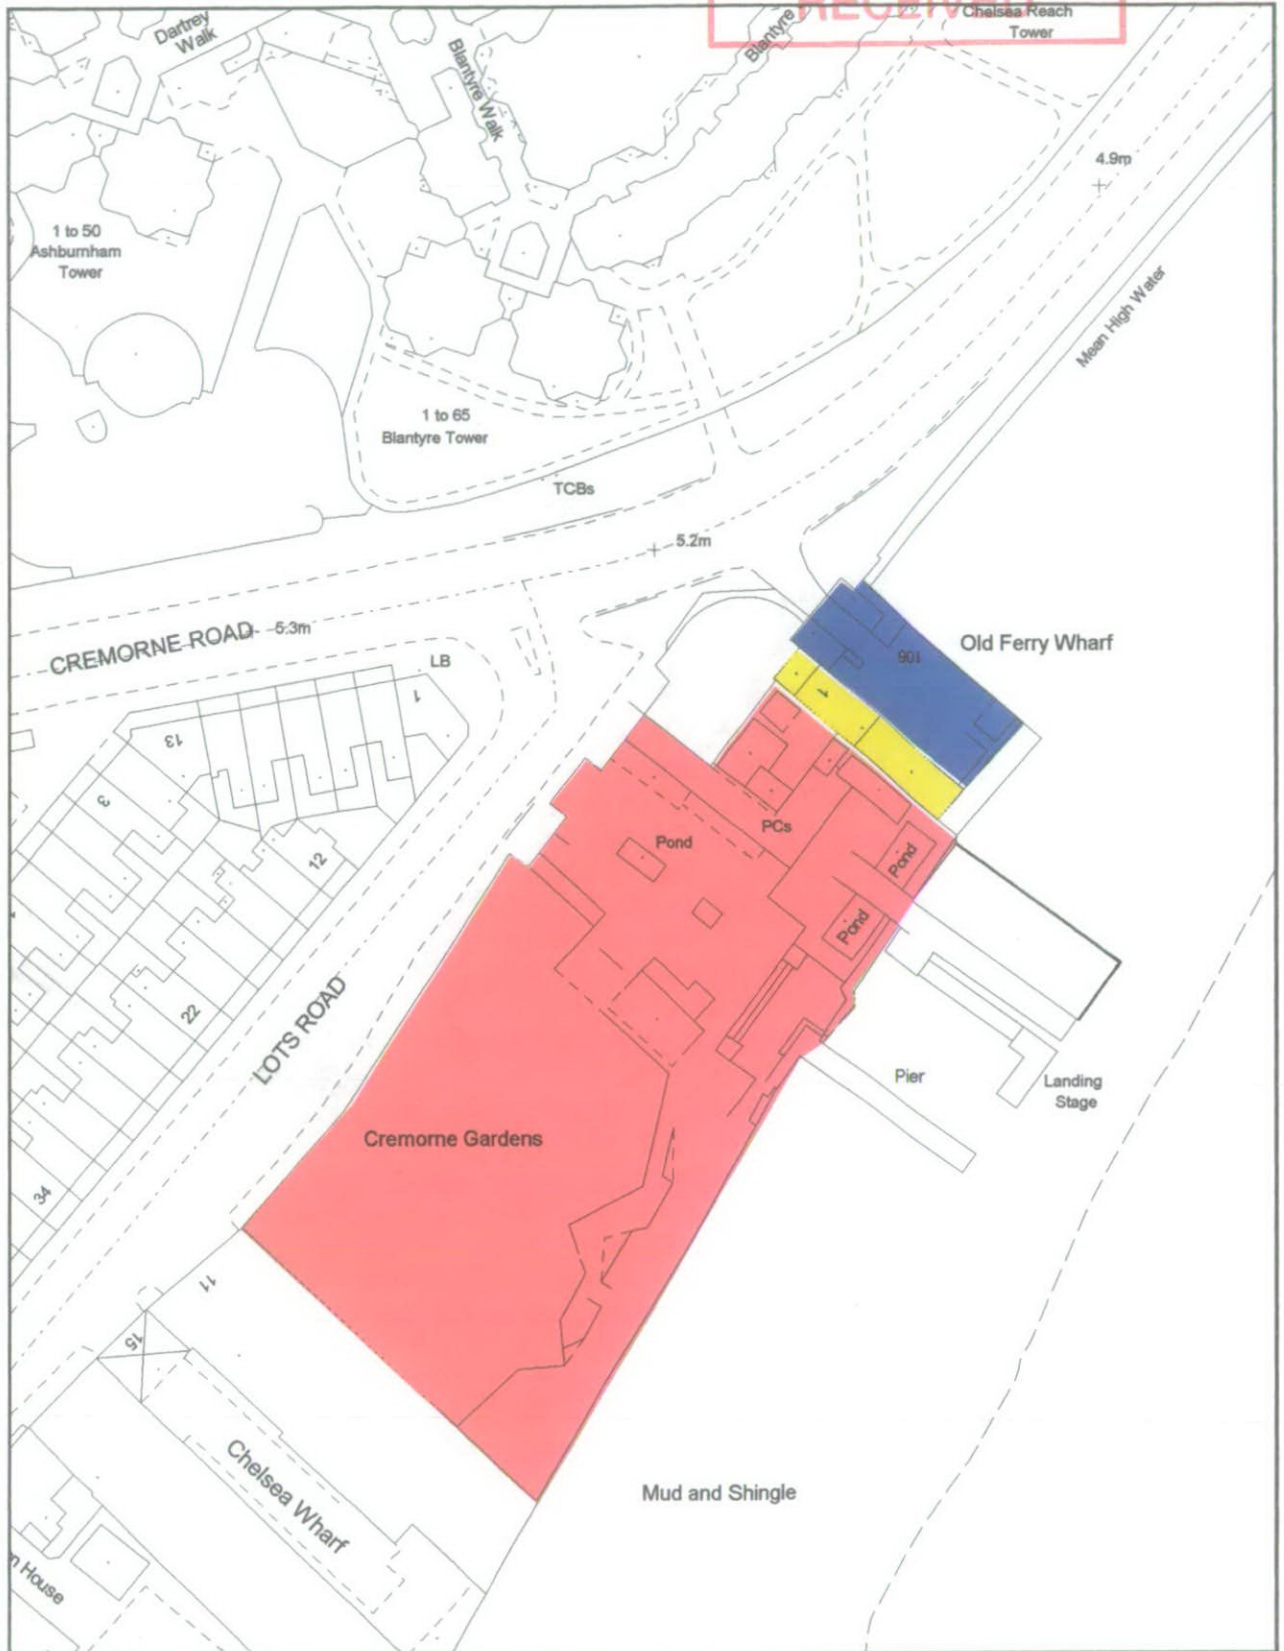 RECEIVED
Chelsea Reach
Tower
Dartrey
Walk
Blantyre Walk
Blantyre
4.9m
1 to 50
Ashburnham
Tower
Mean High Water
1 to 65
Blantyre Tower
TCBs
5.2m
CREMORNE ROAD
5.3m
LB
1
13
3
12
Old Ferry Wharf
106
1
PCs
Pond
Pond
Pond
22
LOTS ROAD
Pier
Landing
Stage
Cremorne Gardens
34
11
15
Chelsea Wharf
Mud and Shingle
House